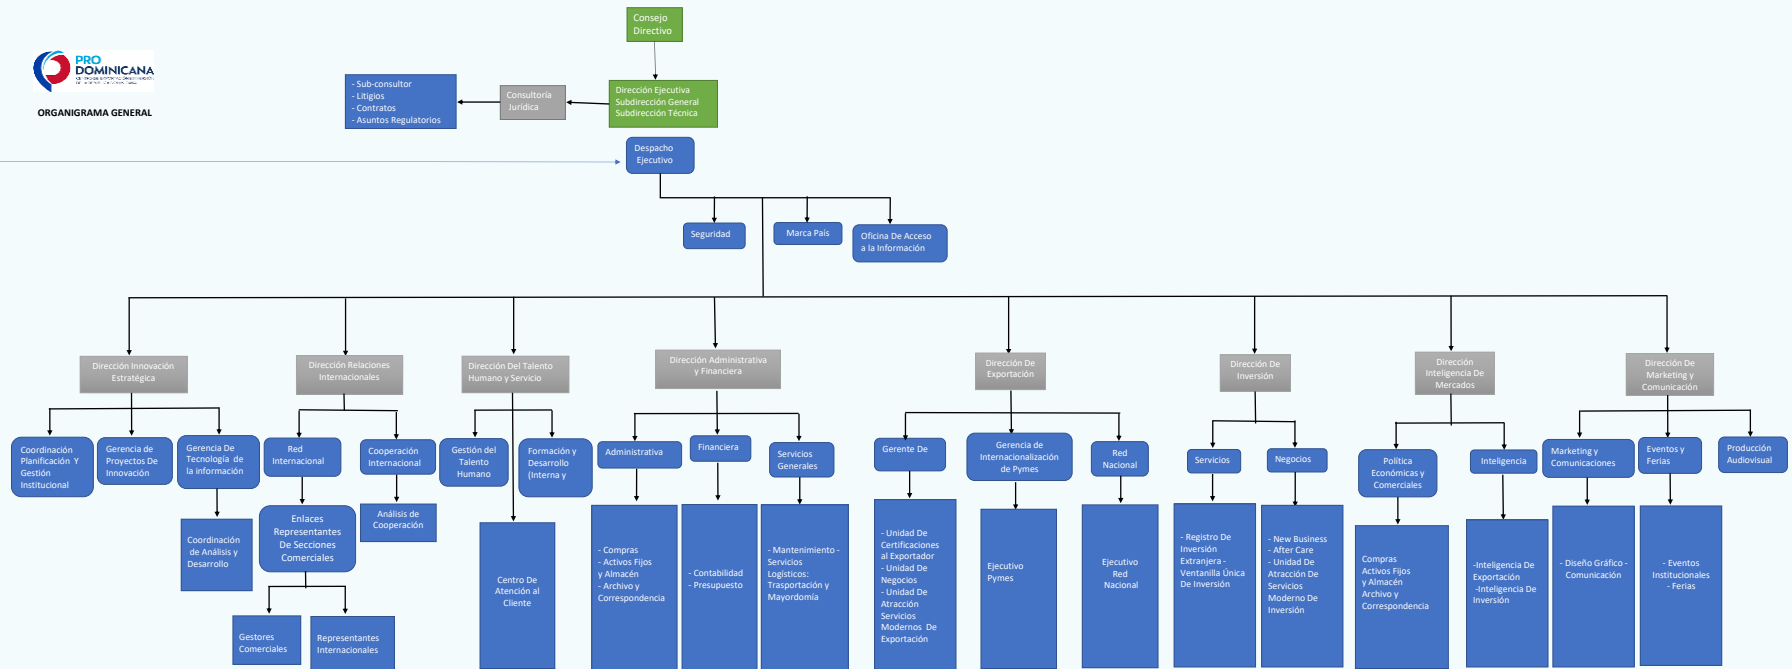 Consejo
Directivo
PRO
DOMINICANA
ORGANIGRAMA GENERAL
- Sub-consultor
- Litigios
- Contratos
- Asuntos Regulatorios
Consultoría
Jurídica
Dirección Ejecutiva
Subdirección General
Subdirección Técnica
Despacho
Ejecutivo
Seguridad
Marca País
Oficina De Acceso
a la Información
Dirección Innovación
Estratégica
Dirección Relaciones
Internacionales
Dirección Del Talento
Humano y Servicio
Dirección Administrativa
y Financiera
Dirección De
Exportación
Dirección De
Inversión
Dirección
Inteligencia De
Mercados
Dirección De
Marketing y
Comunicación
Coordinación
Planificación Y
Gestión
Institucional
Gerencia de
Proyectos De
Innovación
Gerencia De
Tecnología de
la información
Red
Internacional
Cooperación
Internacional
Gestión del
Talento
Humano
Formación y
Desarrollo
(Interna y
Administrativa
Financiera
Servicios
Generales
Gerente De
Gerencia de
Internacionalización
de Pymes
Red
Nacional
Servicios
Negocios
Política
Económicas y
Comerciales
Inteligencia
Marketing y
Comunicaciones
Eventos y
Ferias
Producción
Audiovisual
Coordinación
de Análisis y
Desarrollo
Enlaces
Representantes
De Secciones
Comerciales
Análisis de
Cooperación
Centro De
Atención al
Cliente
- Compras
- Activos Fijos
y Almacén
- Archivo y
Correspondencia
- Contabilidad
- Presupuesto
- Mantenimiento -
Servicios
Logísticos:
Trasportación y
Mayordomía
- Unidad De
Certificaciones
al Exportador
- Unidad De
Negocios
- Unidad De
Atracción
Servicios
Modernos De
Exportación
Ejecutivo
Pymes
Ejecutivo
Red
Nacional
- Registro De
Inversión
Extranjera -
Ventanilla Única
De Inversión
- New Business
- After Care
- Unidad De
Atracción De
Servicios
Moderno De
Inversión
Compras
Activos Fijos
y Almacén
Archivo y
Correspondencia
-Inteligencia De
Exportación
-Inteligencia De
Inversión
- Diseño Gráfico -
Comunicación
- Eventos
Institucionales
- Ferias
Gestores
Comerciales
Representantes
Internacionales